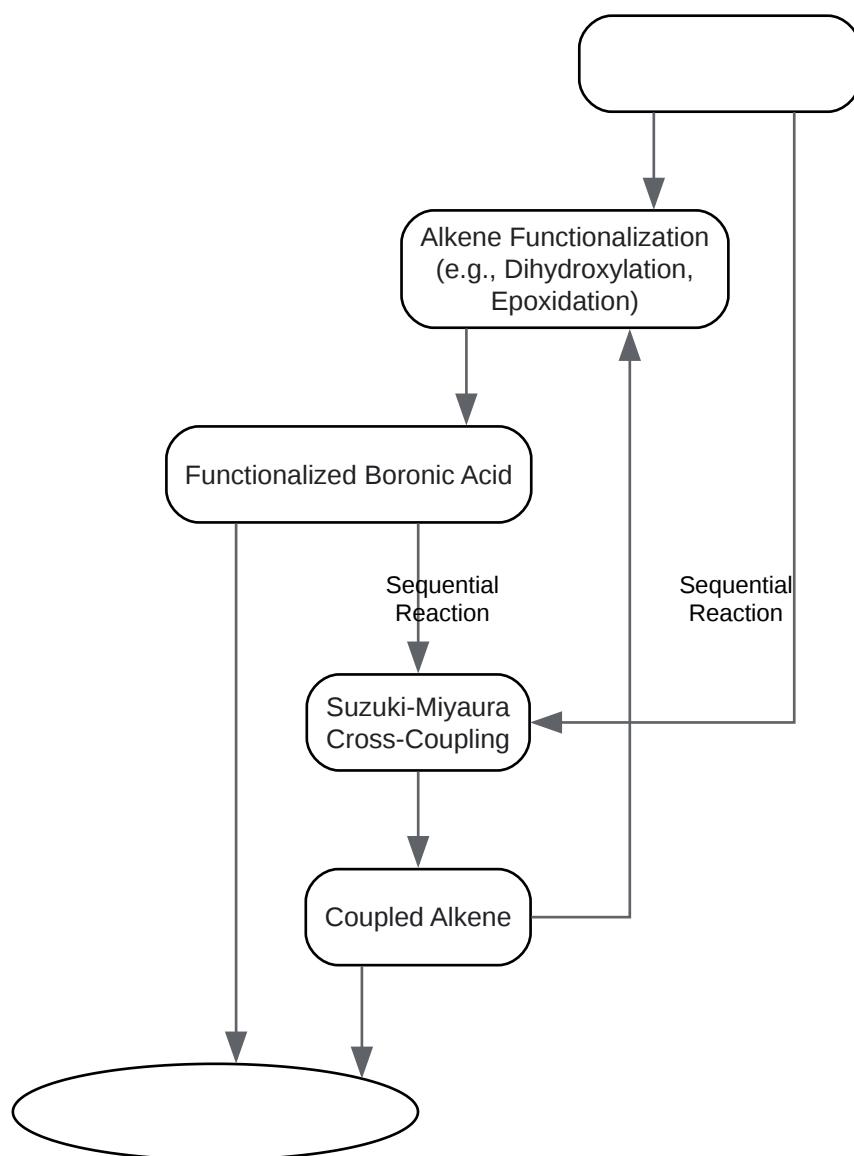 Alkene Functionalization
(e.g., Dihydroxylation,
Epoxidation)
Functionalized Boronic Acid
Sequential
Reaction
Sequential
Reaction
Suzuki-Miyaura
Cross-Coupling
Coupled Alkene